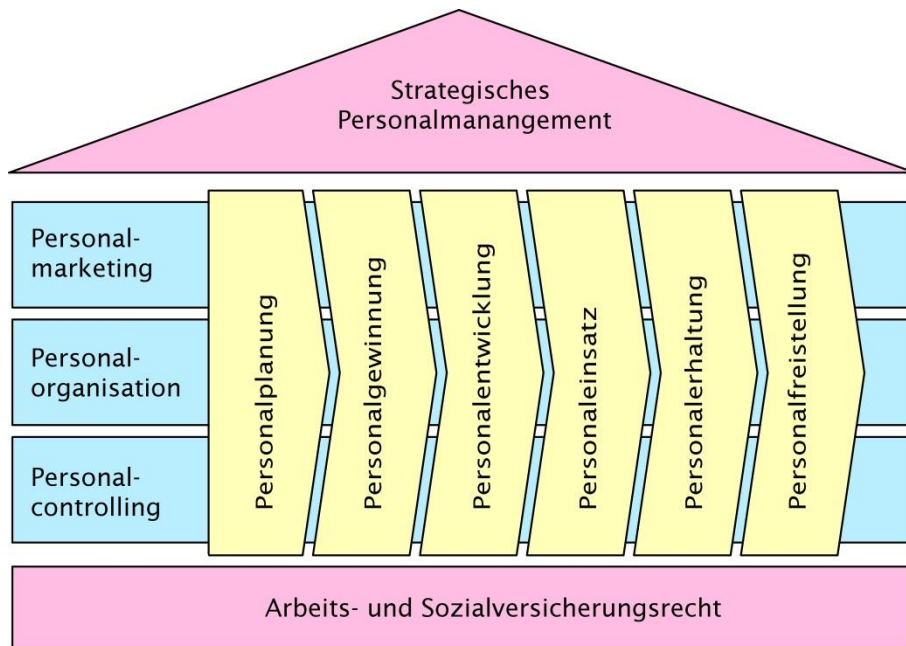 Strategisches
Personalmanangement
Personal-
marketing
Personal-
organisation
Personal-
controlling
Personalplanung
Personalgewinnung
Personalentwicklung
Personaleinsatz
Personalerhaltung
Personalfreistellung
Arbeits- und Sozialversicherungsrecht